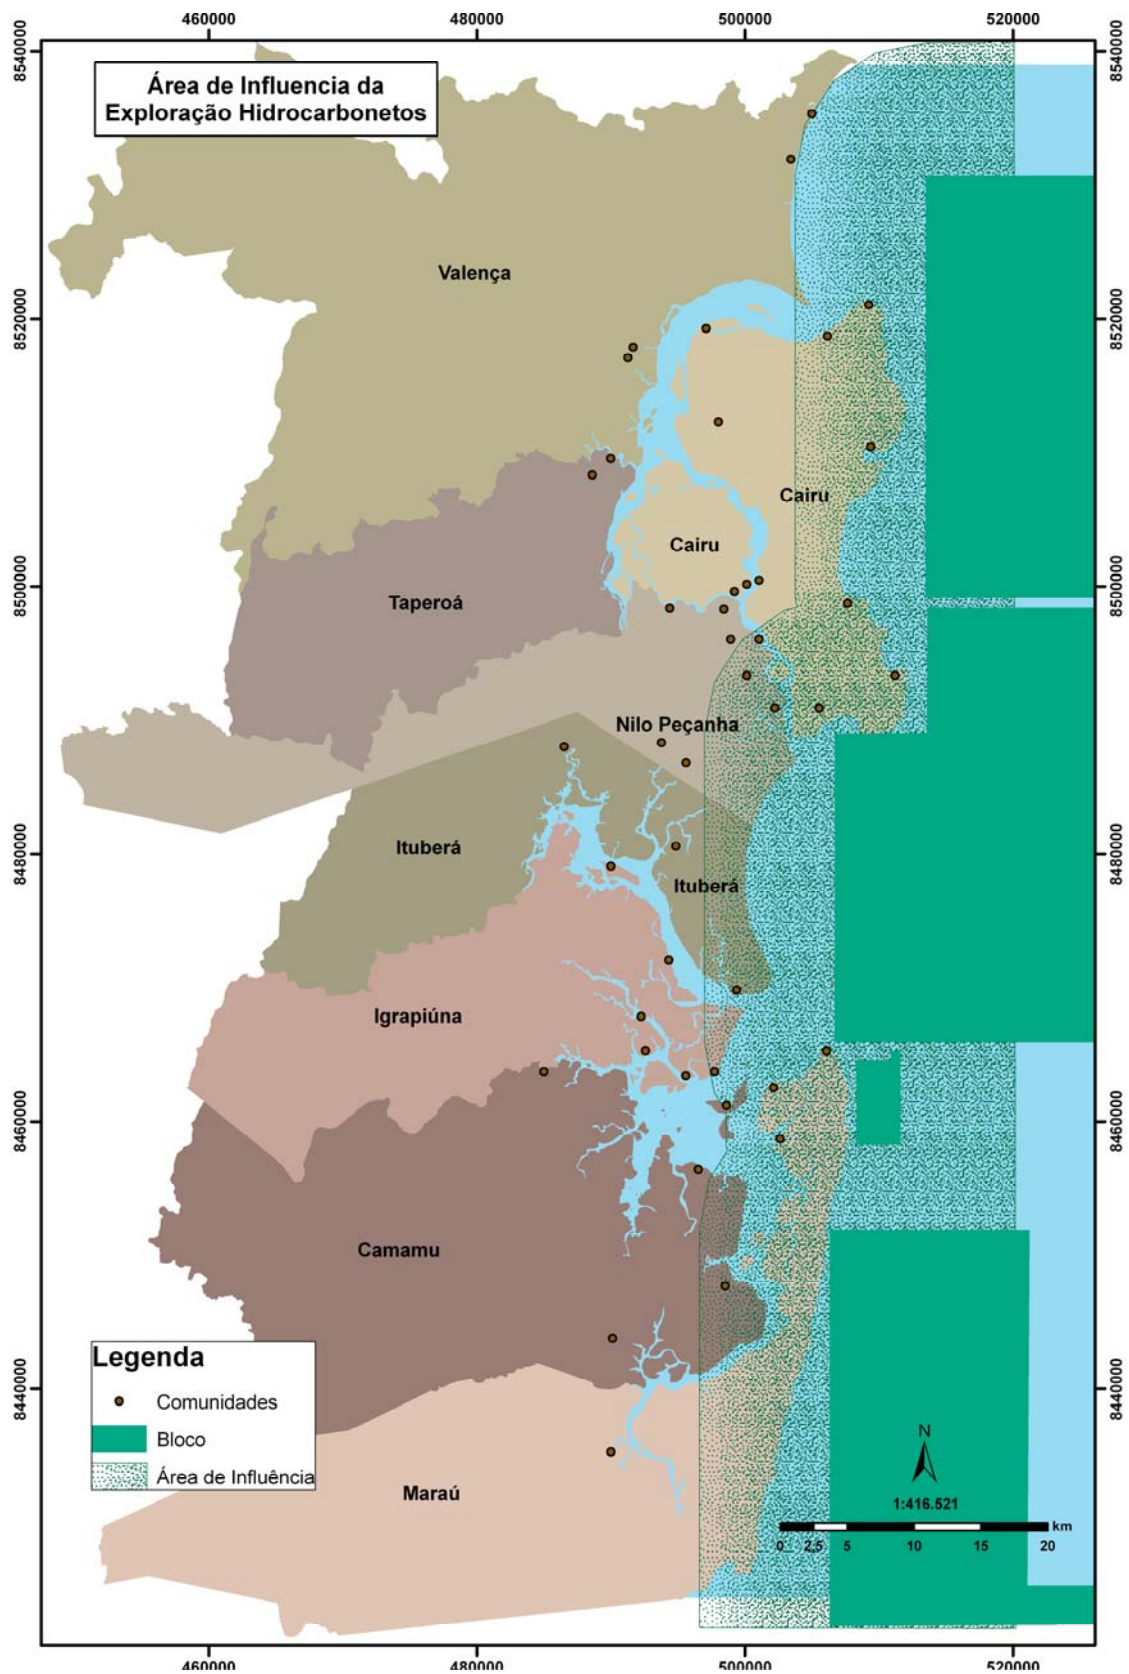 460000 480000 500000 520000
8540000 8540000
Área de Influencia da
Exploração Hidrocarbonetos
Valença
8520000 8520000
Cairu
Cairu
8500000 8500000
Taperoá
Nilo Peçanha
Ituberá
8480000 8480000
Ituberá
Igrapiúna
8460000 8460000
Camamu
Legenda
8440000 8440000
Comunidades
Bloco
N
Área de Influência
Maraú
1:416.521
km
0 2,5 5 10 15 20
460000 480000 500000 520000